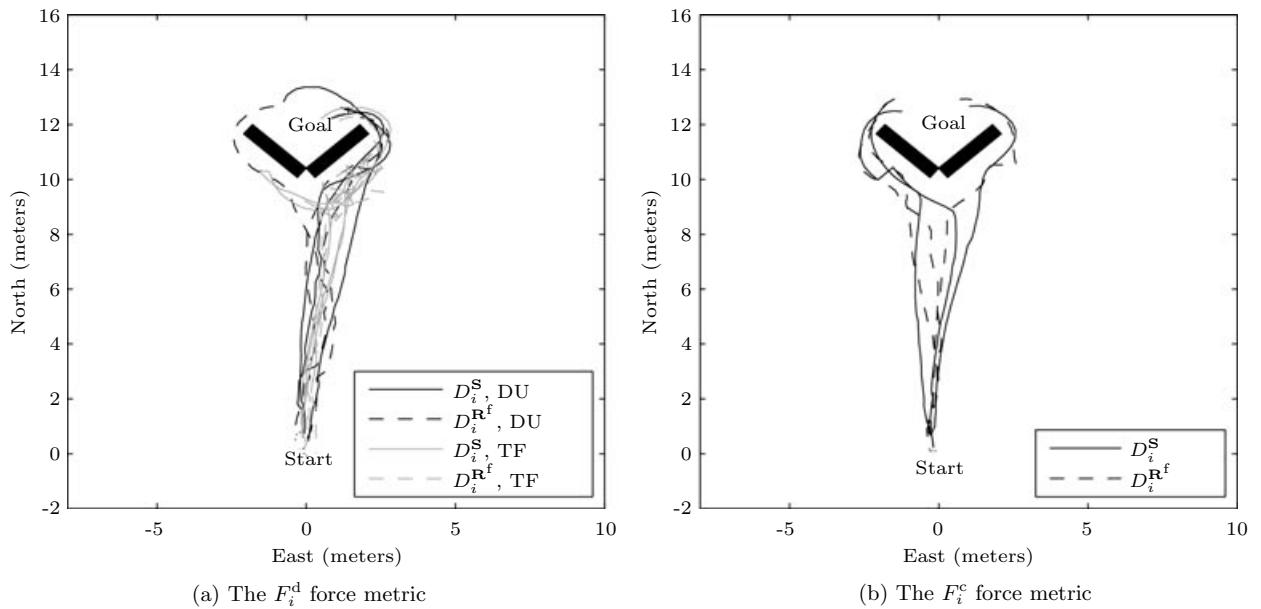 16
14
12
10
8
6
4
2
0
-2
North (meters)
Goal
Start
D_i^S, DU
D_i^{R^f}, DU
D_i^S, TF
D_i^{R^f}, TF
-5 0 5 10
East (meters)
(a) The F_i^d force metric
16
14
12
10
8
6
4
2
0
-2
North (meters)
Goal
Start
D_i^S
D_i^{R^f}
-5 0 5 10
East (meters)
(b) The F_i^c force metric